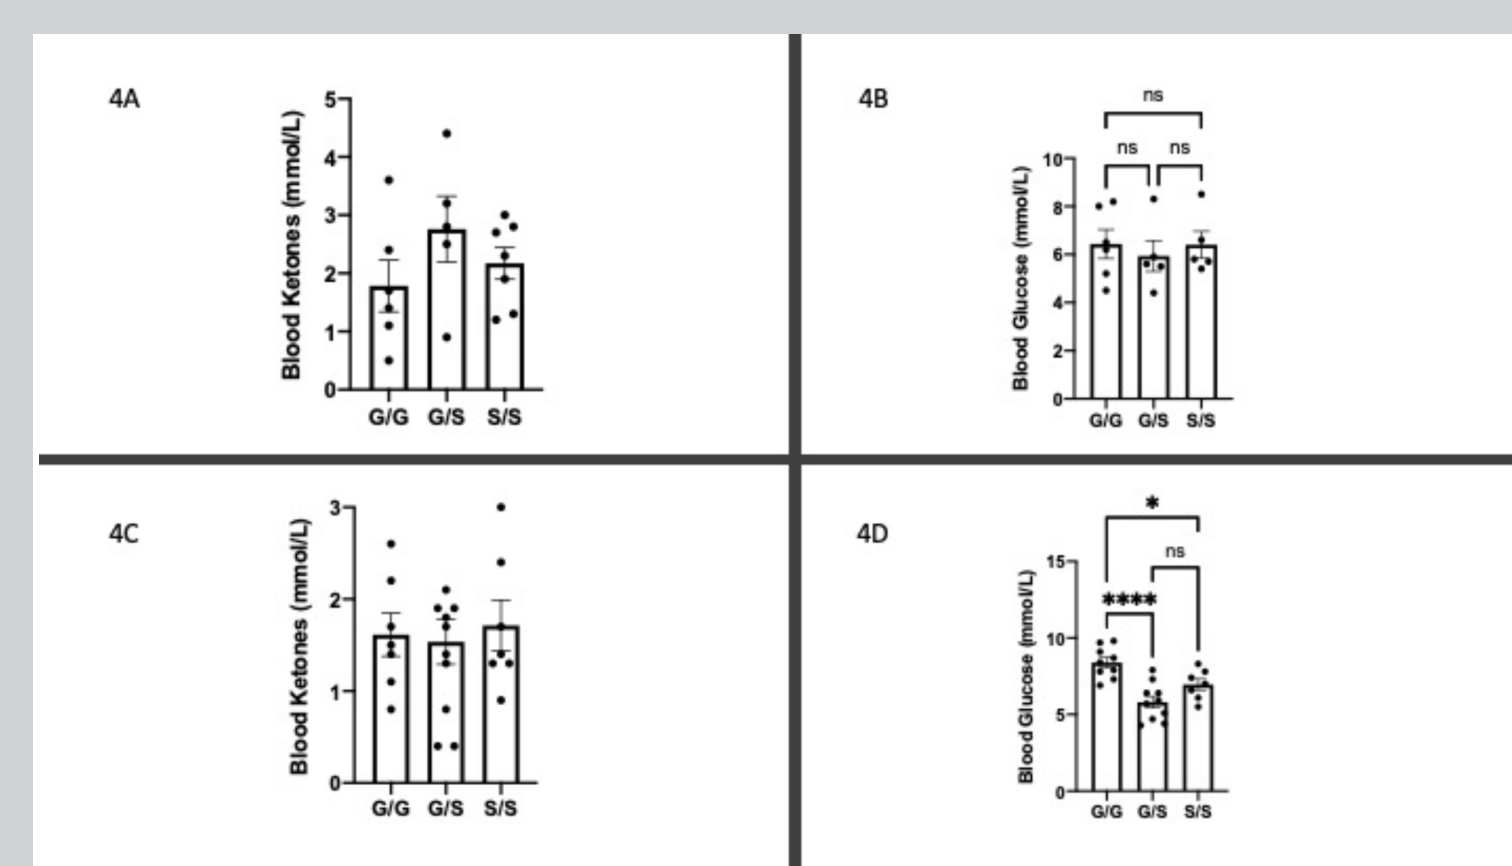 4A
Blood Ketones (mmol/L)
5
4
3
2
1
0
G/G G/S S/S
4B
ns
ns ns
Blood Glucose (mmol/L)
10
8
6
4
2
0
G/G G/S S/S
4C
Blood Ketones (mmol/L)
3
2
1
0
G/G G/S S/S
4D
*
ns
****
Blood Glucose (mmol/L)
15
10
5
0
G/G G/S S/S